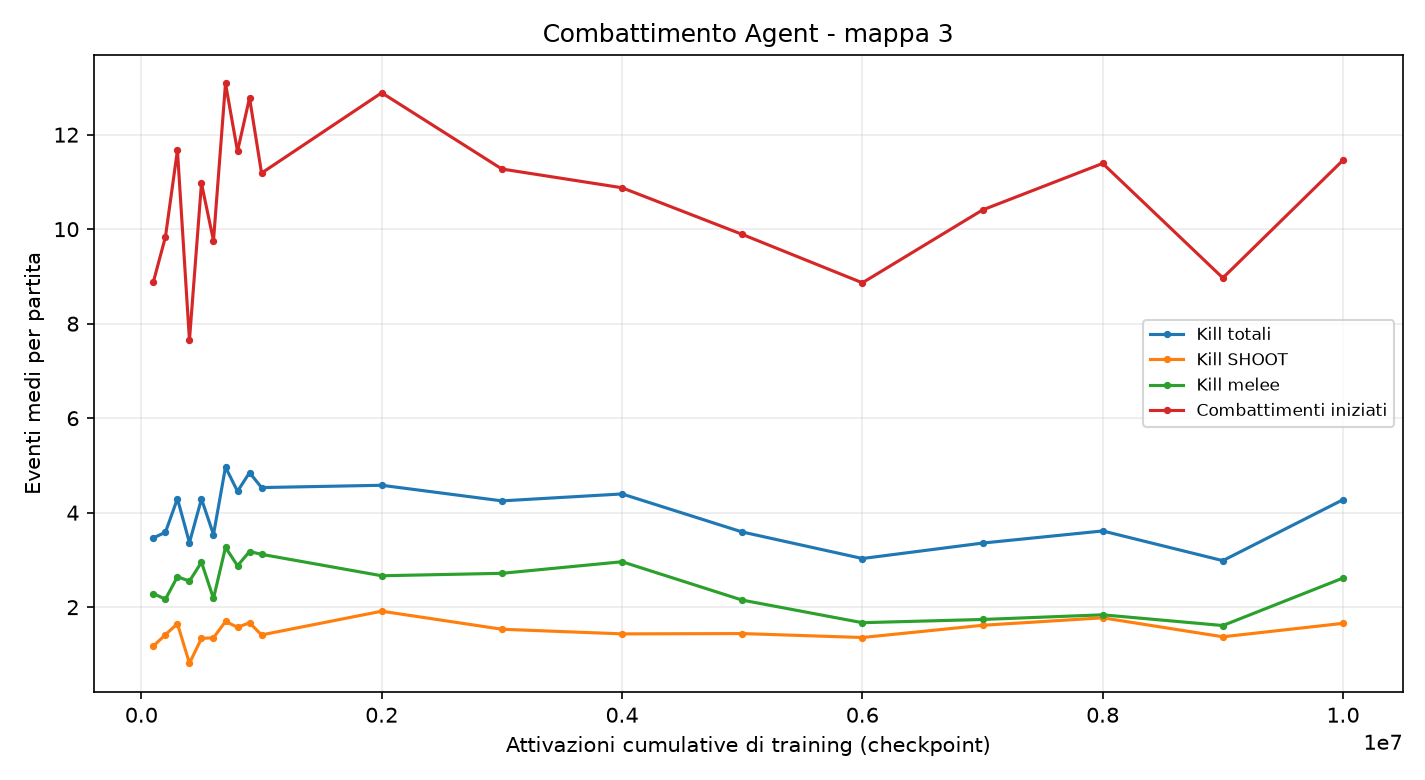 Combattimento Agent - mappa 3
Eventi medi per partita
12
10
8
6
4
2
Kill totali
Kill SHOOT
Kill melee
Combattimenti iniziati
0.0 0.2 0.4 0.6 0.8 1.0
1e7
Attivazioni cumulative di training (checkpoint)